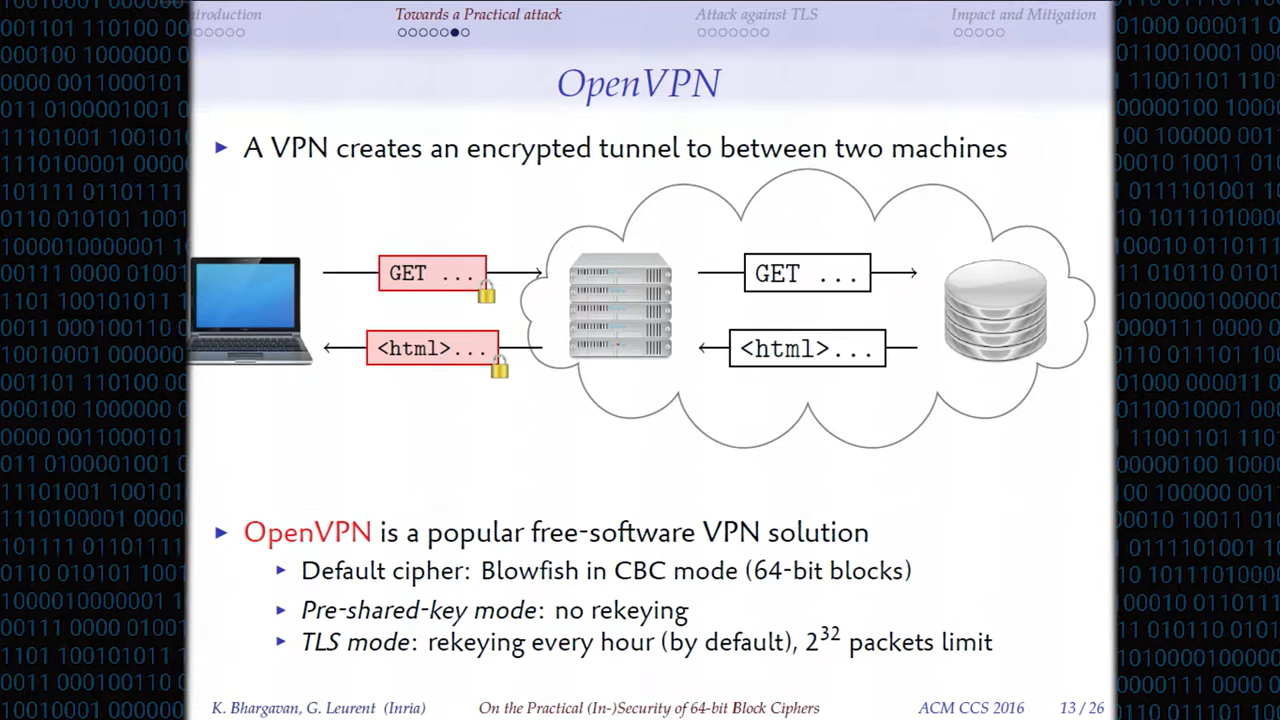 ntroduction
Towards a Practical attack
Attack against TLS
Impact and Mitigation
OpenVPN
A VPN creates an encrypted tunnel to between two machines
GET ...
GET ...
<html>...
<html>...
OpenVPN is a popular free-software VPN solution
Default cipher: Blowfish in CBC mode (64-bit blocks)
Pre-shared-key mode: no rekeying
TLS mode: rekeying every hour (by default), 2^32 packets limit
K. Bhargavan, G. Leurent (Inria)
On the Practical (In-)Security of 64-bit Block Ciphers
ACM CCS 2016
13 / 26